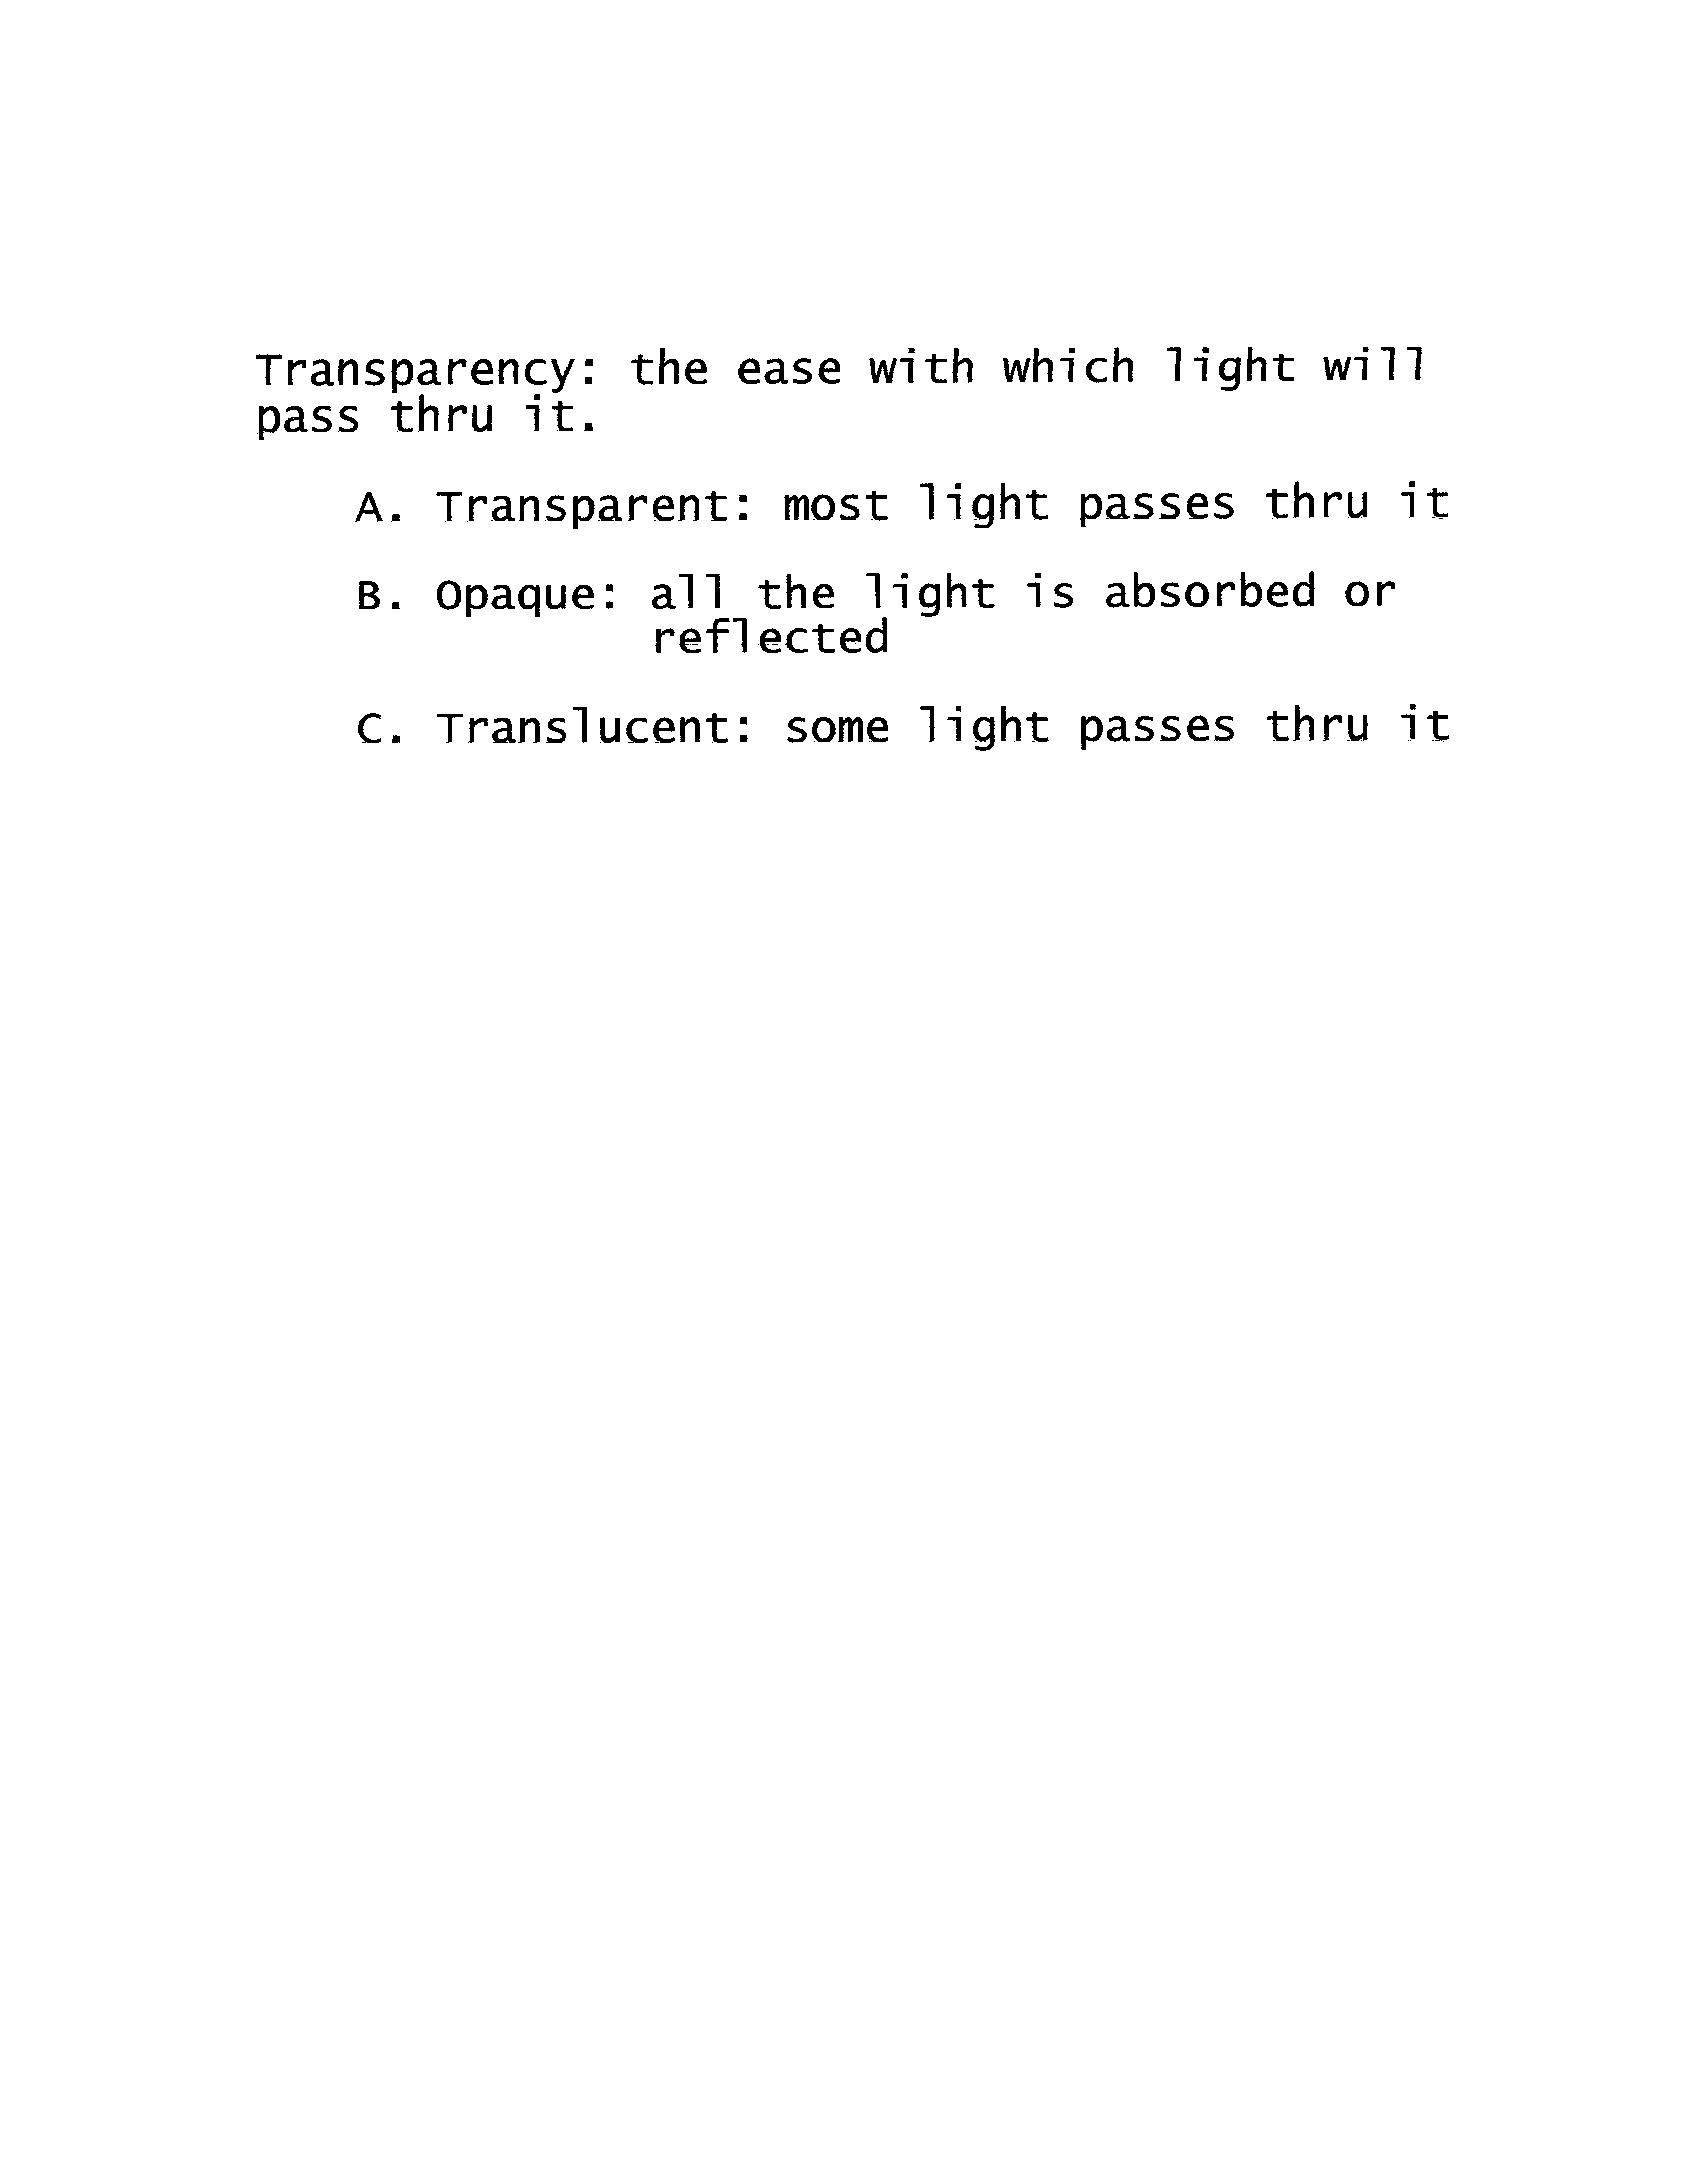 Transparency: the ease with which light will
pass thru it.
A. Transparent: most light passes thru it
B. Opaque: all the light is absorbed or
reflected
C. Translucent: some light passes thru it